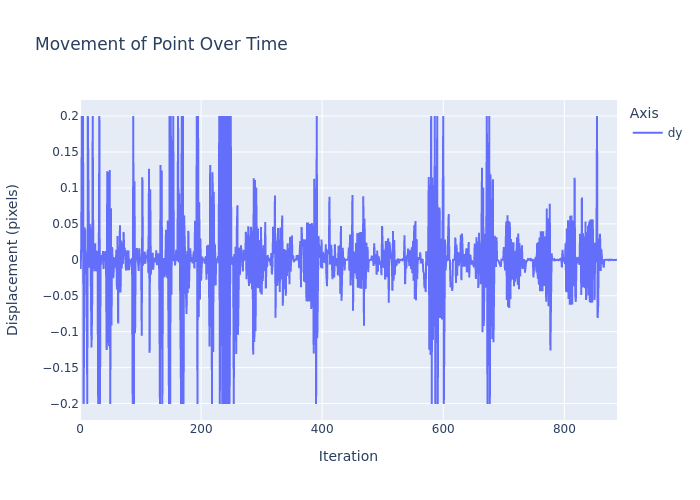 Movement of Point Over Time
Axis
dy
Displacement (pixels)
0.2
0.15
0.1
0.05
0
−0.05
−0.1
−0.15
−0.2
0 200 400 600 800
Iteration